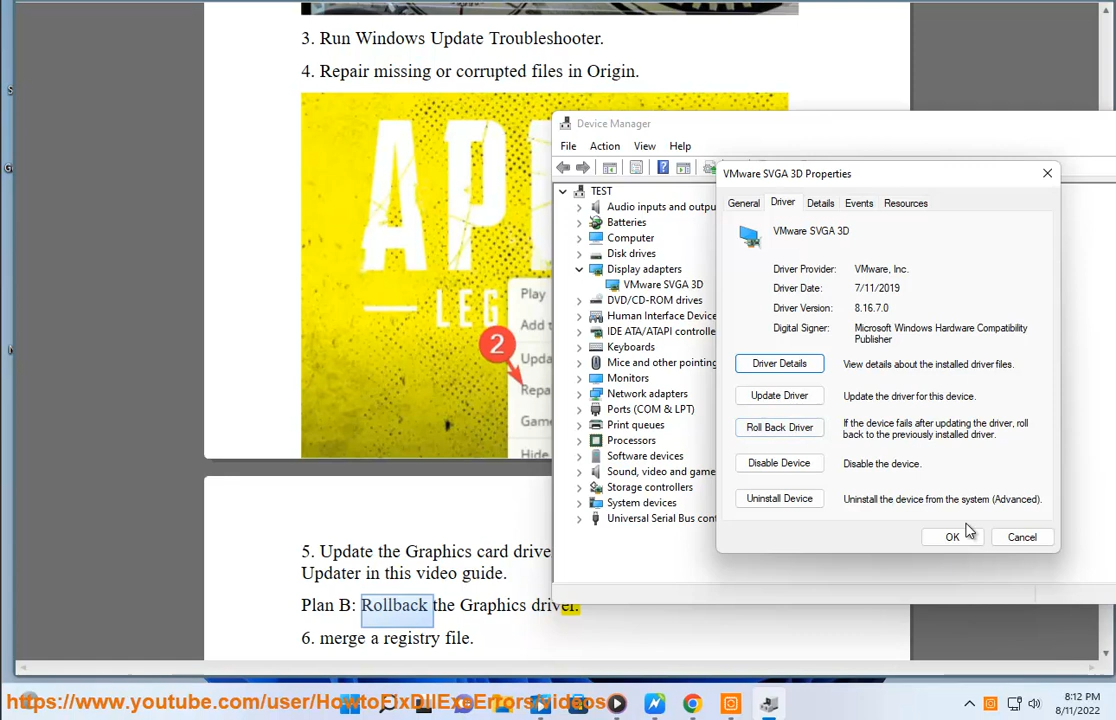 3. Run Windows Update Troubleshooter.
4. Repair missing or corrupted files in Origin.
LEG
2
Play
Add t
Upda
Repa
Game
Hide
5. Update the Graphics card drive
Updater in this video guide.
Plan B: Rollback the Graphics driver.
6. merge a registry file.
Device Manager
File Action View Help
TEST
Audio inputs and outpu
Batteries
Computer
Disk drives
Display adapters
VMware SVGA 3D
DVD/CD-ROM drives
Human Interface Device
IDE ATA/ATAPI controlle
Keyboards
Mice and other pointing
Monitors
Network adapters
Ports (COM & LPT)
Print queues
Processors
Software devices
Sound, video and game
Storage controllers
System devices
Universal Serial Bus cont
VMware SVGA 3D Properties
General Driver Details Events Resources
VMware SVGA 3D
Driver Provider: VMware, Inc.
Driver Date: 7/11/2019
Driver Version: 8.16.7.0
Digital Signer: Microsoft Windows Hardware Compatibility
Publisher
Driver Details View details about the installed driver files.
Update Driver Update the driver for this device.
Roll Back Driver If the device fails after updating the driver, roll
back to the previously installed driver.
Disable Device Disable the device.
Uninstall Device Uninstall the device from the system (Advanced).
OK Cancel
https://www.youtube.com/user/HowtoFixDllExeErrors/videos
8:12 PM
8/11/2022